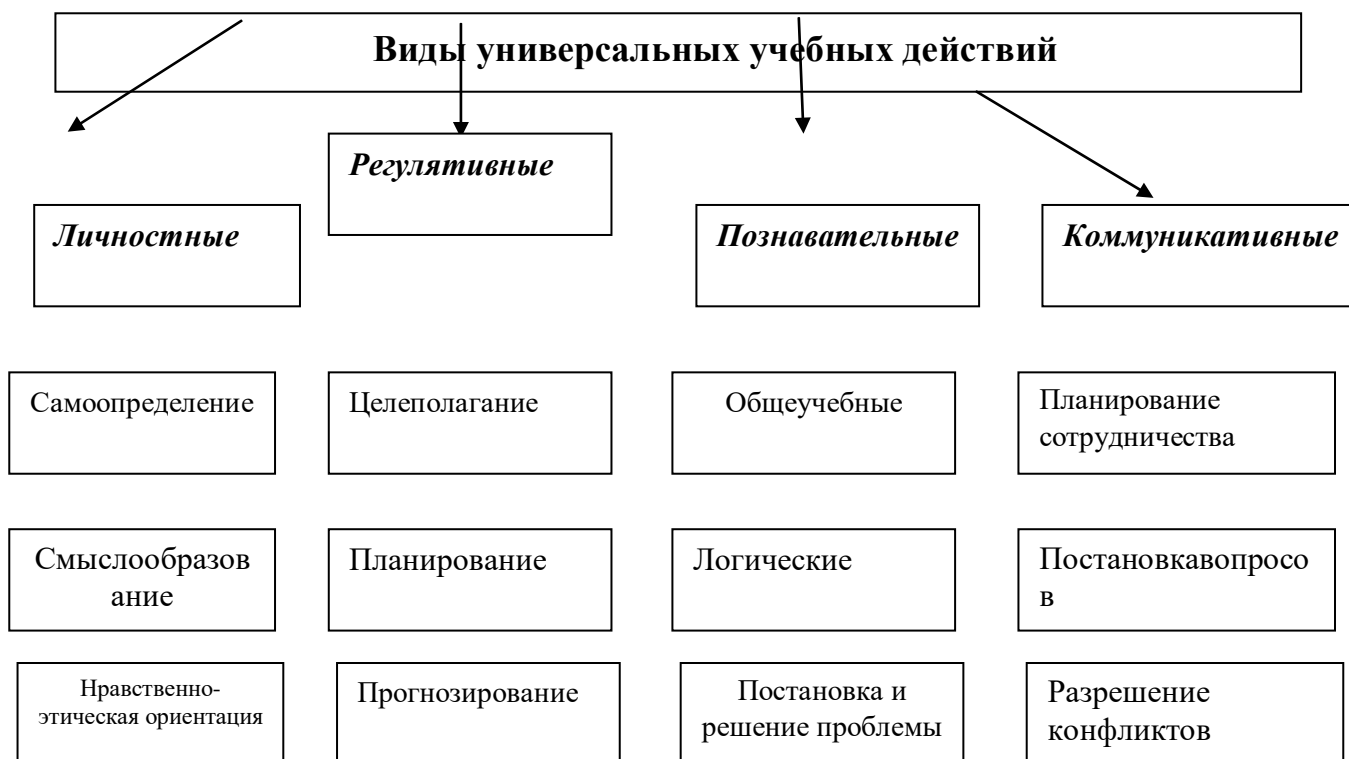 Виды универсальных учебных действий
Регулятивные
Личностные
Познавательные
Коммуникативные
Самоопределение
Целеполагание
Общеучебные
Планирование
сотрудничества
Смыслообразов
ание
Планирование
Логические
Постановкавопросо
в
Нравственно-
этическая ориентация
Прогнозирование
Постановка и
решение проблемы
Разрешение
конфликтов